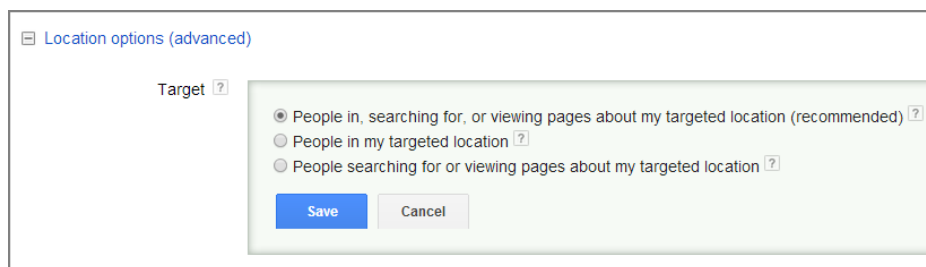 Location options (advanced)
Target ?
People in, searching for, or viewing pages about my targeted location (recommended) ?
People in my targeted location ?
People searching for or viewing pages about my targeted location ?
Save Cancel